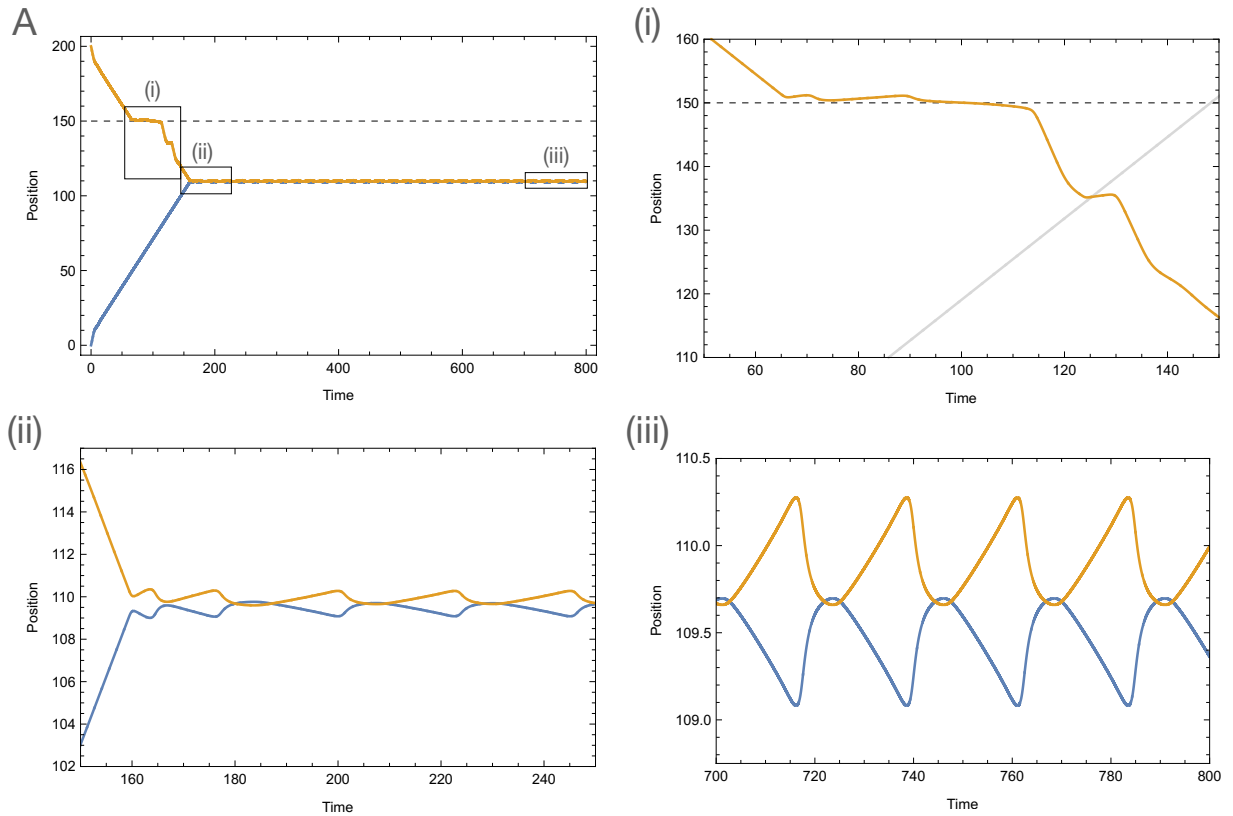 A
200
150
100
50
0
Position
(i)
(ii)
(iii)
0 200 400 600 800
Time
(i)
160
150
140
130
120
110
Position
60 80 100 120 140
Time
(ii)
116
114
112
110
108
106
104
102
Position
160 180 200 220 240
Time
(iii)
110.5
110.0
109.5
109.0
Position
700 720 740 760 780 800
Time